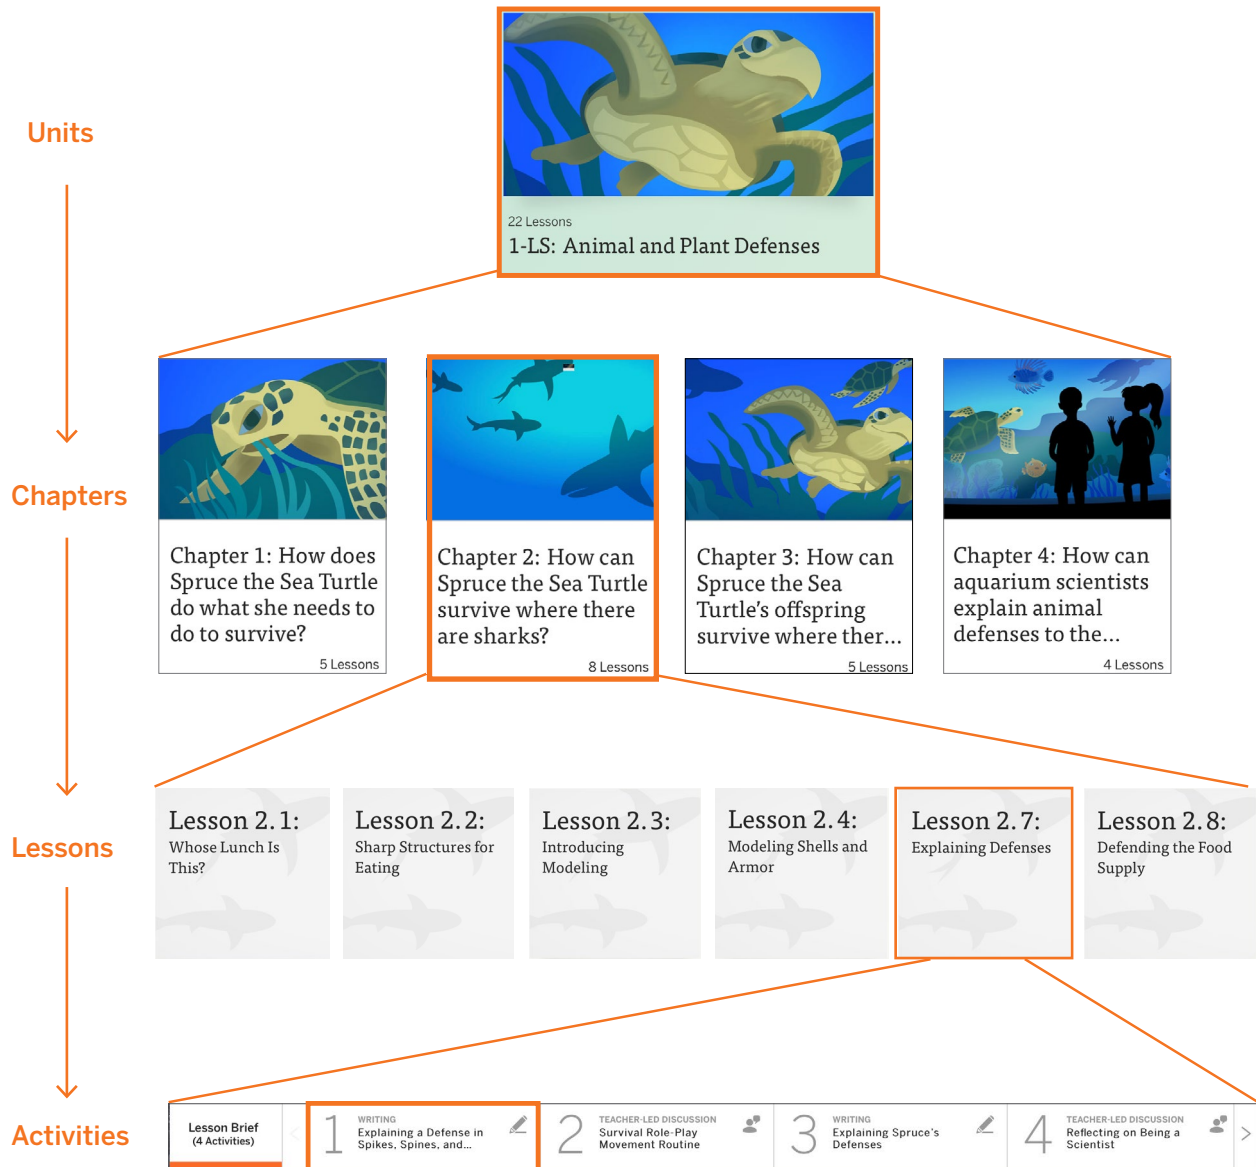 Units
22 Lessons
1-LS: Animal and Plant Defenses
Chapters
Chapter 1: How does
Spruce the Sea Turtle
do what she needs to
do to survive?
5 Lessons
Chapter 2: How can
Spruce the Sea Turtle
survive where there
are sharks?
8 Lessons
Chapter 3: How can
Spruce the Sea
Turtle's offspring
survive where ther...
5 Lessons
Chapter 4: How can
aquarium scientists
explain animal
defenses to the...
4 Lessons
Lessons
Lesson 2.1:
Whose Lunch Is
This?
Lesson 2.2:
Sharp Structures for
Eating
Lesson 2.3:
Introducing
Modeling
Lesson 2.4:
Modeling Shells and
Armor
Lesson 2.7:
Explaining Defenses
Lesson 2.8:
Defending the Food
Supply
Activities
Lesson Brief
(4 Activities)
1
WRITING
Explaining a Defense in
Spikes, Spines, and...
2
TEACHER-LED DISCUSSION
Survival Role-Play
Movement Routine
3
WRITING
Explaining Spruce's
Defenses
4
TEACHER-LED DISCUSSION
Reflecting on Being a
Scientist